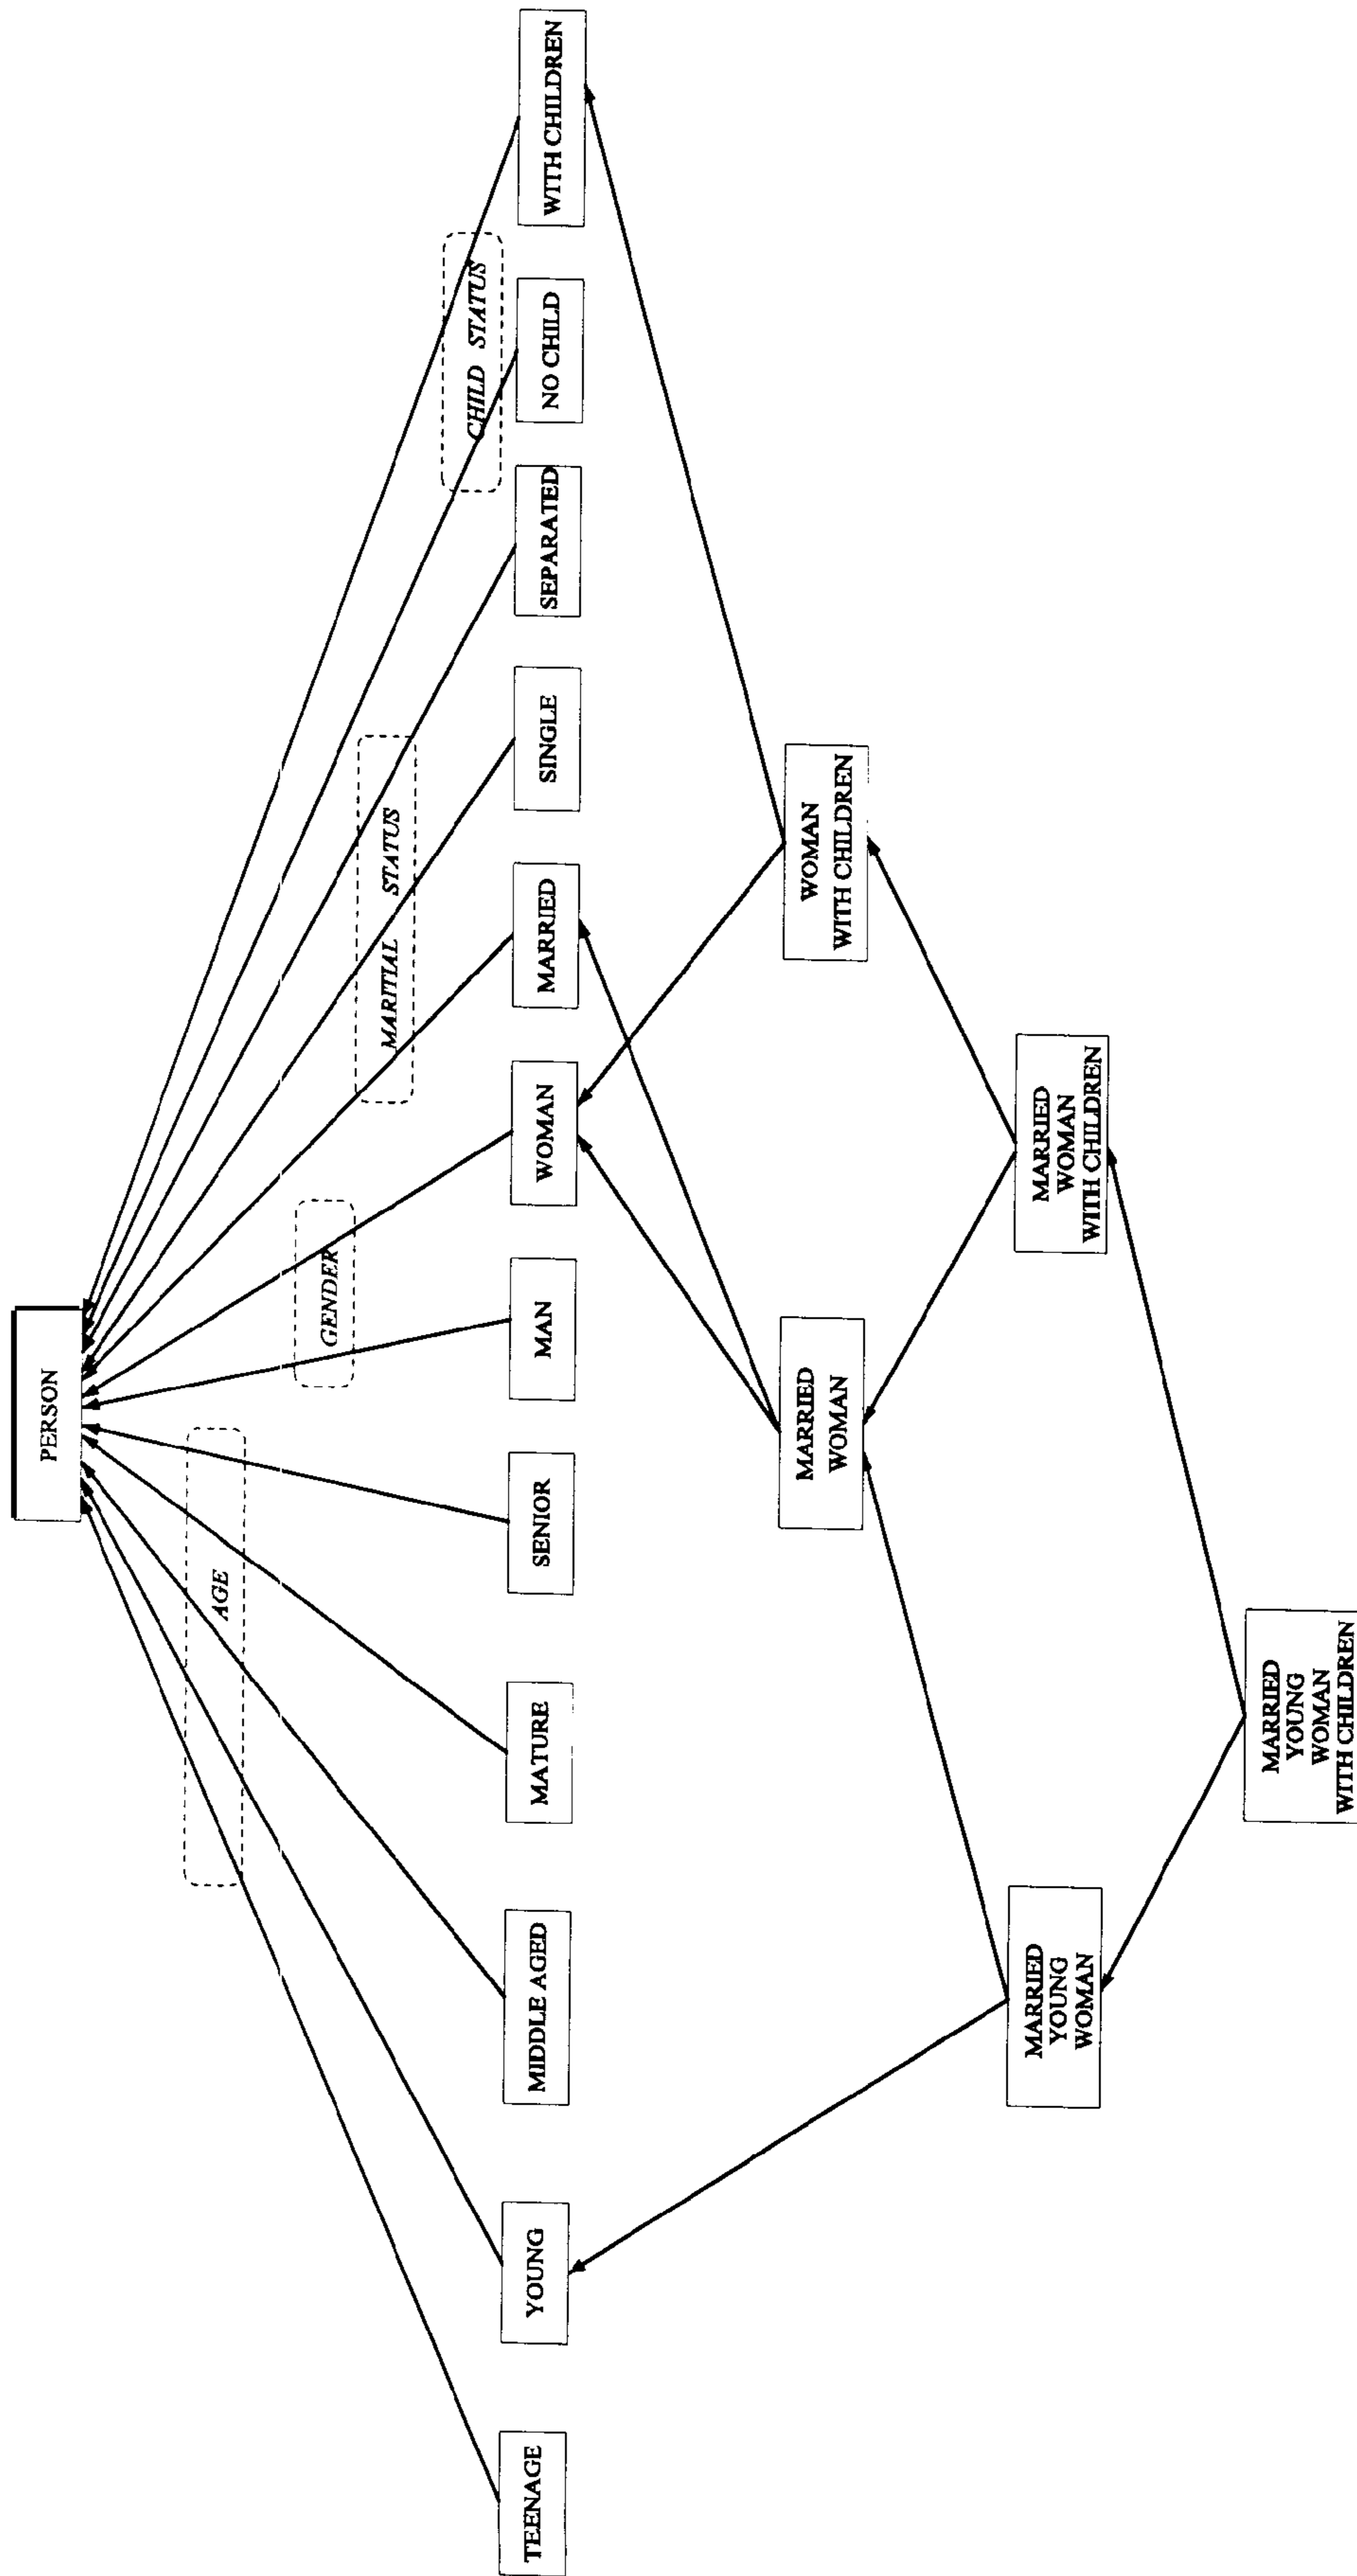 PERSON
AGE
GENDER
MARITIAL STATUS
CHILD STATUS
TEENAGE
YOUNG
MIDDLE AGED
MATURE
SENIOR
MAN
WOMAN
MARRIED
SINGLE
SEPARATED
NO CHILD
WITH CHILDREN
MARRIED
WOMAN
WOMAN
WITH CHILDREN
MARRIED
YOUNG
WOMAN
MARRIED
WOMAN
WITH CHILDREN
MARRIED
YOUNG
WOMAN
WITH CHILDREN